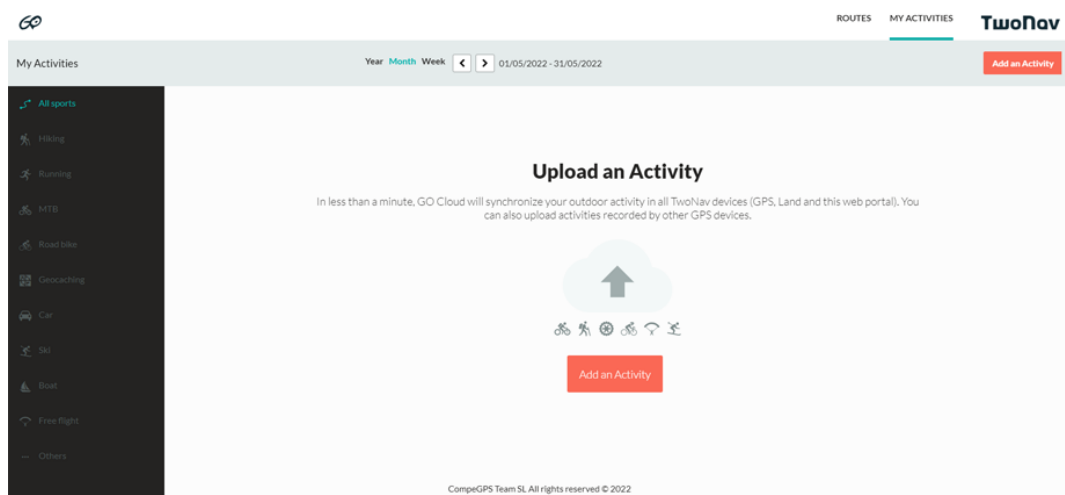 GO
ROUTES MY ACTIVITIES TwoNav
My Activities Year Month Week 01/05/2022 - 31/05/2022 Add an Activity
All sports
Hiking
Running
MTB
Road bike
Geocaching
Car
Ski
Boat
Free flight
Others
Upload an Activity
In less than a minute, GO Cloud will synchronize your outdoor activity in all TwoNav devices (GPS, Land and this web portal). You
can also upload activities recorded by other GPS devices.
Add an Activity
CompeGPS Team SL All rights reserved © 2022